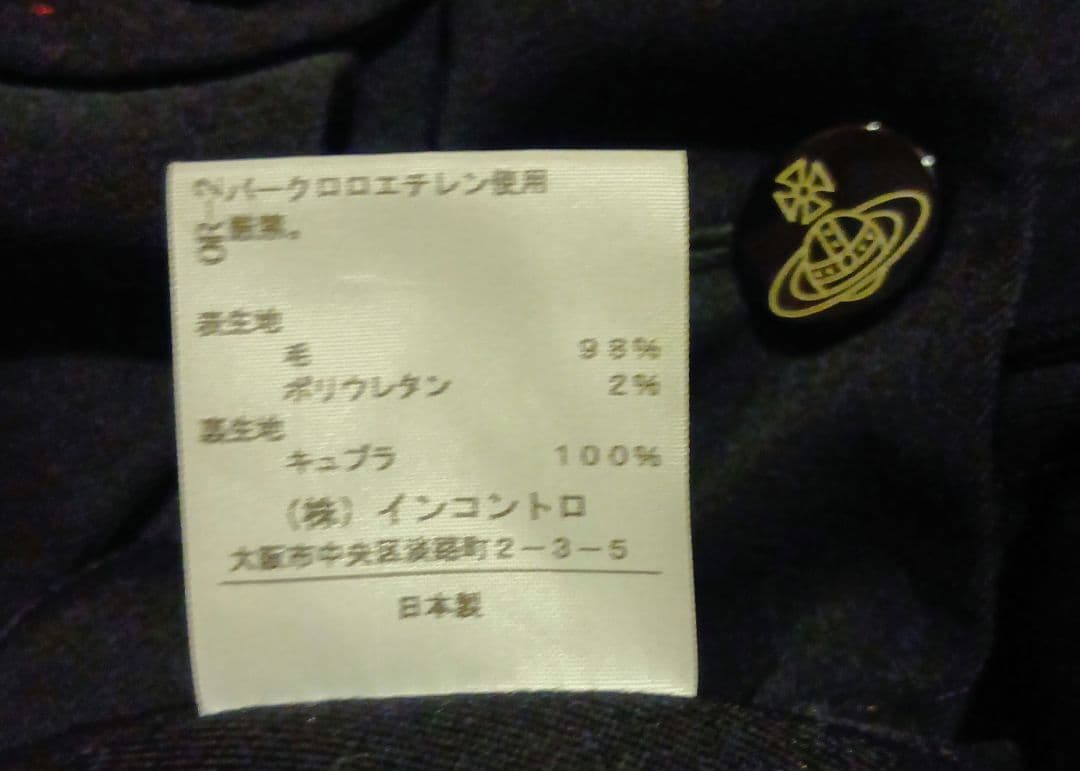 パークロロエチレン使用
厳禁。
表生地
毛 98%
ポリウレタン 2%
裏生地
キュプラ 100%
(株)インコントロ
大阪市中央区淡路町2-3-5
日本製